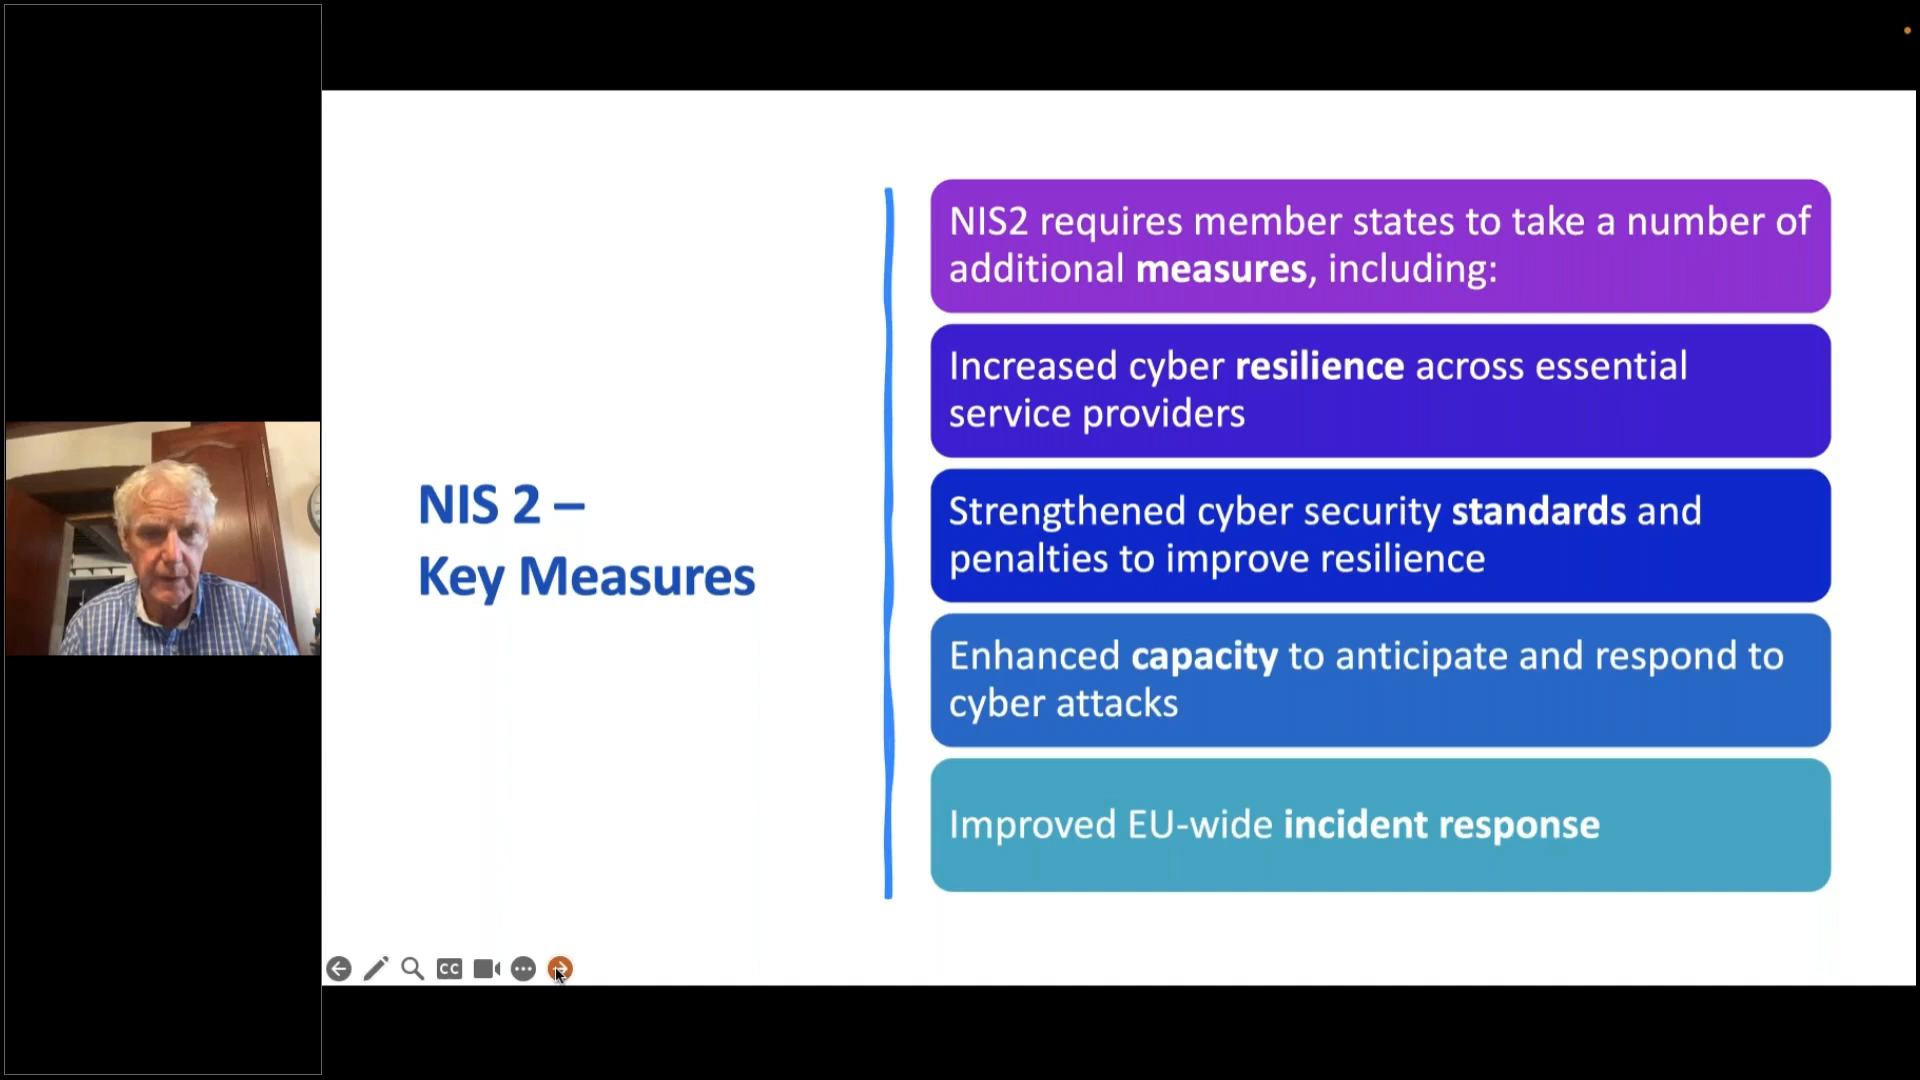 NIS 2 –
Key Measures
NIS2 requires member states to take a number of
additional measures, including:
Increased cyber resilience across essential
service providers
Strengthened cyber security standards and
penalties to improve resilience
Enhanced capacity to anticipate and respond to
cyber attacks
Improved EU-wide incident response
CC